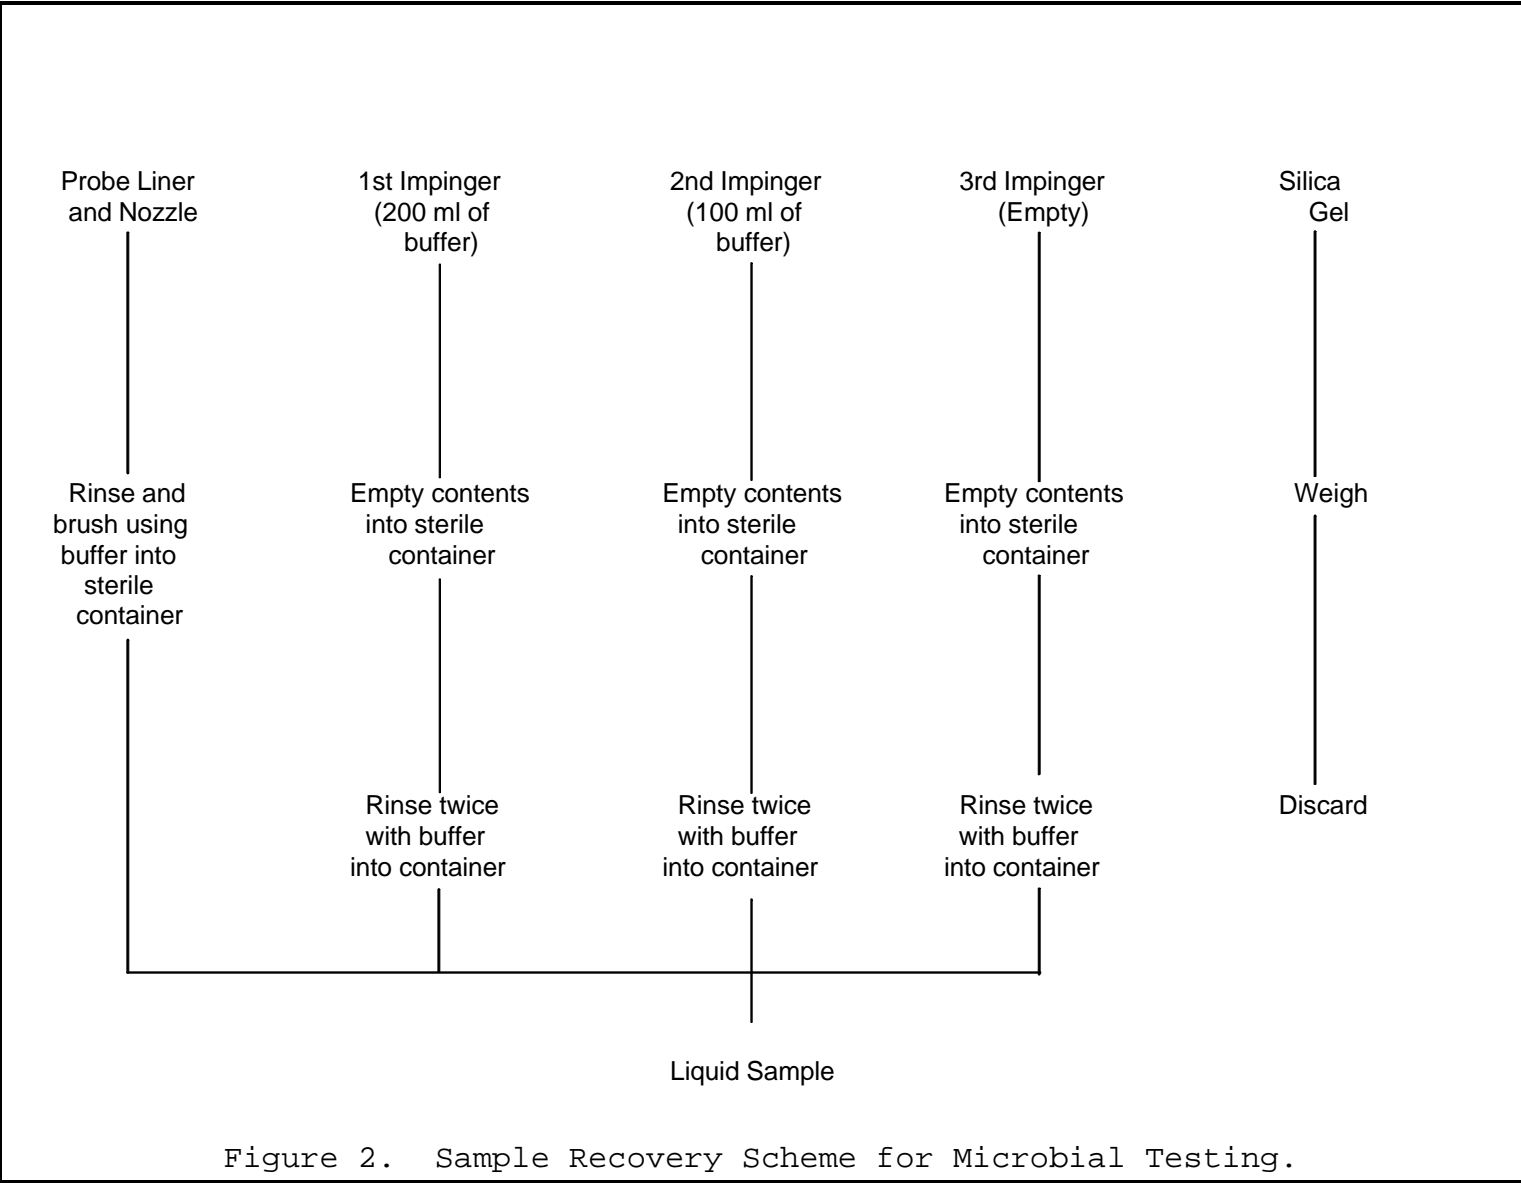 Probe Liner
and Nozzle
1st Impinger
(200 ml of
buffer)
2nd Impinger
(100 ml of
buffer)
3rd Impinger
(Empty)
Silica
Gel
Rinse and
brush using
buffer into
sterile
container
Empty contents
into sterile
container
Empty contents
into sterile
container
Empty contents
into sterile
container
Weigh
Rinse twice
with buffer
into container
Rinse twice
with buffer
into container
Rinse twice
with buffer
into container
Discard
Liquid Sample
Figure 2. Sample Recovery Scheme for Microbial Testing.